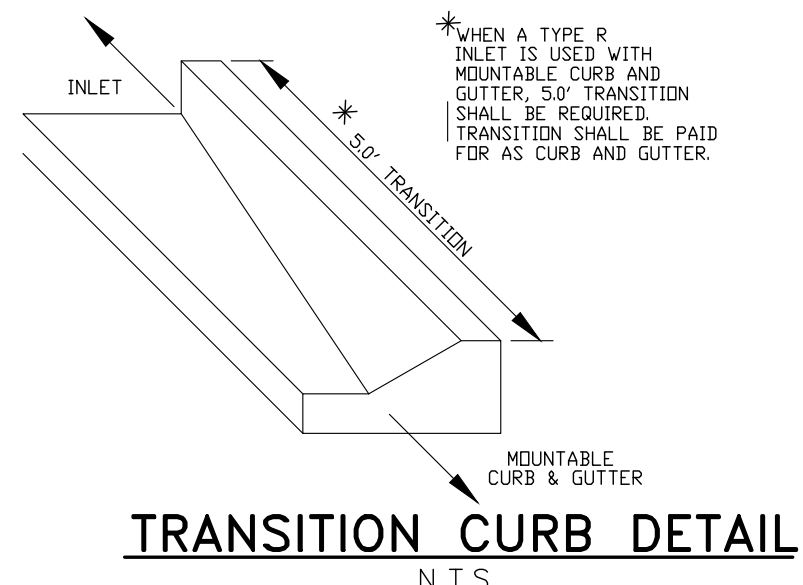 *WHEN A TYPE R
INLET IS USED WITH
MOUNTABLE CURB AND
GUTTER, 5.0' TRANSITION
SHALL BE REQUIRED.
TRANSITION SHALL BE PAID
FOR AS CURB AND GUTTER.
INLET
* 5.0' TRANSITION
MOUNTABLE
CURB & GUTTER
TRANSITION CURB DETAIL
N.T.S.